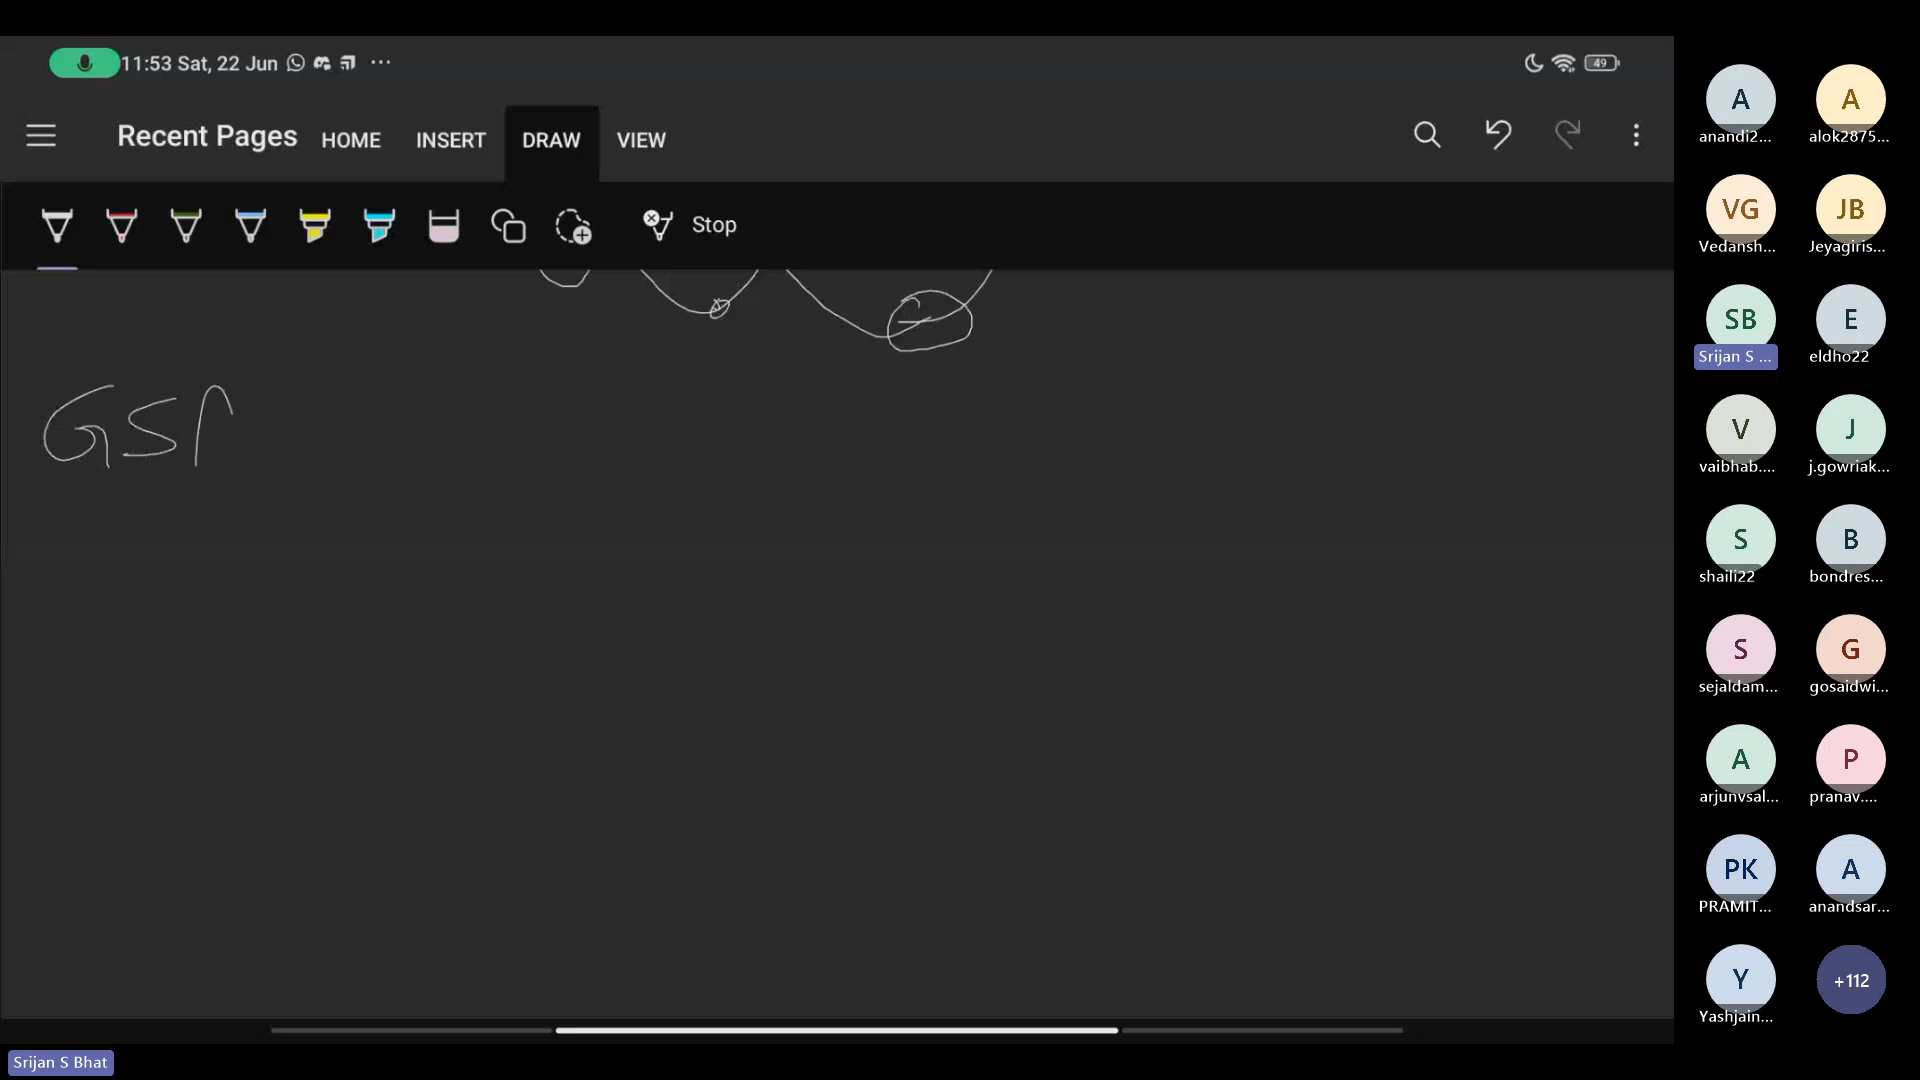 11:53 Sat, 22 Jun 49
Recent Pages HOME INSERT DRAW VIEW
Stop
GSP
A A
anandi2... alok2875...
VG JB
Vedansh... Jeyagiris...
SB E
Srijan S ... eldho22
V J
vaibhab.... j.gowriak...
S B
shaili22 bondres...
S G
sejaldam... gosaidwi...
A P
arjunvsal... pranav....
PK A
PRAMIT... anandsar...
Y +112
Yashjain...
Srijan S Bhat